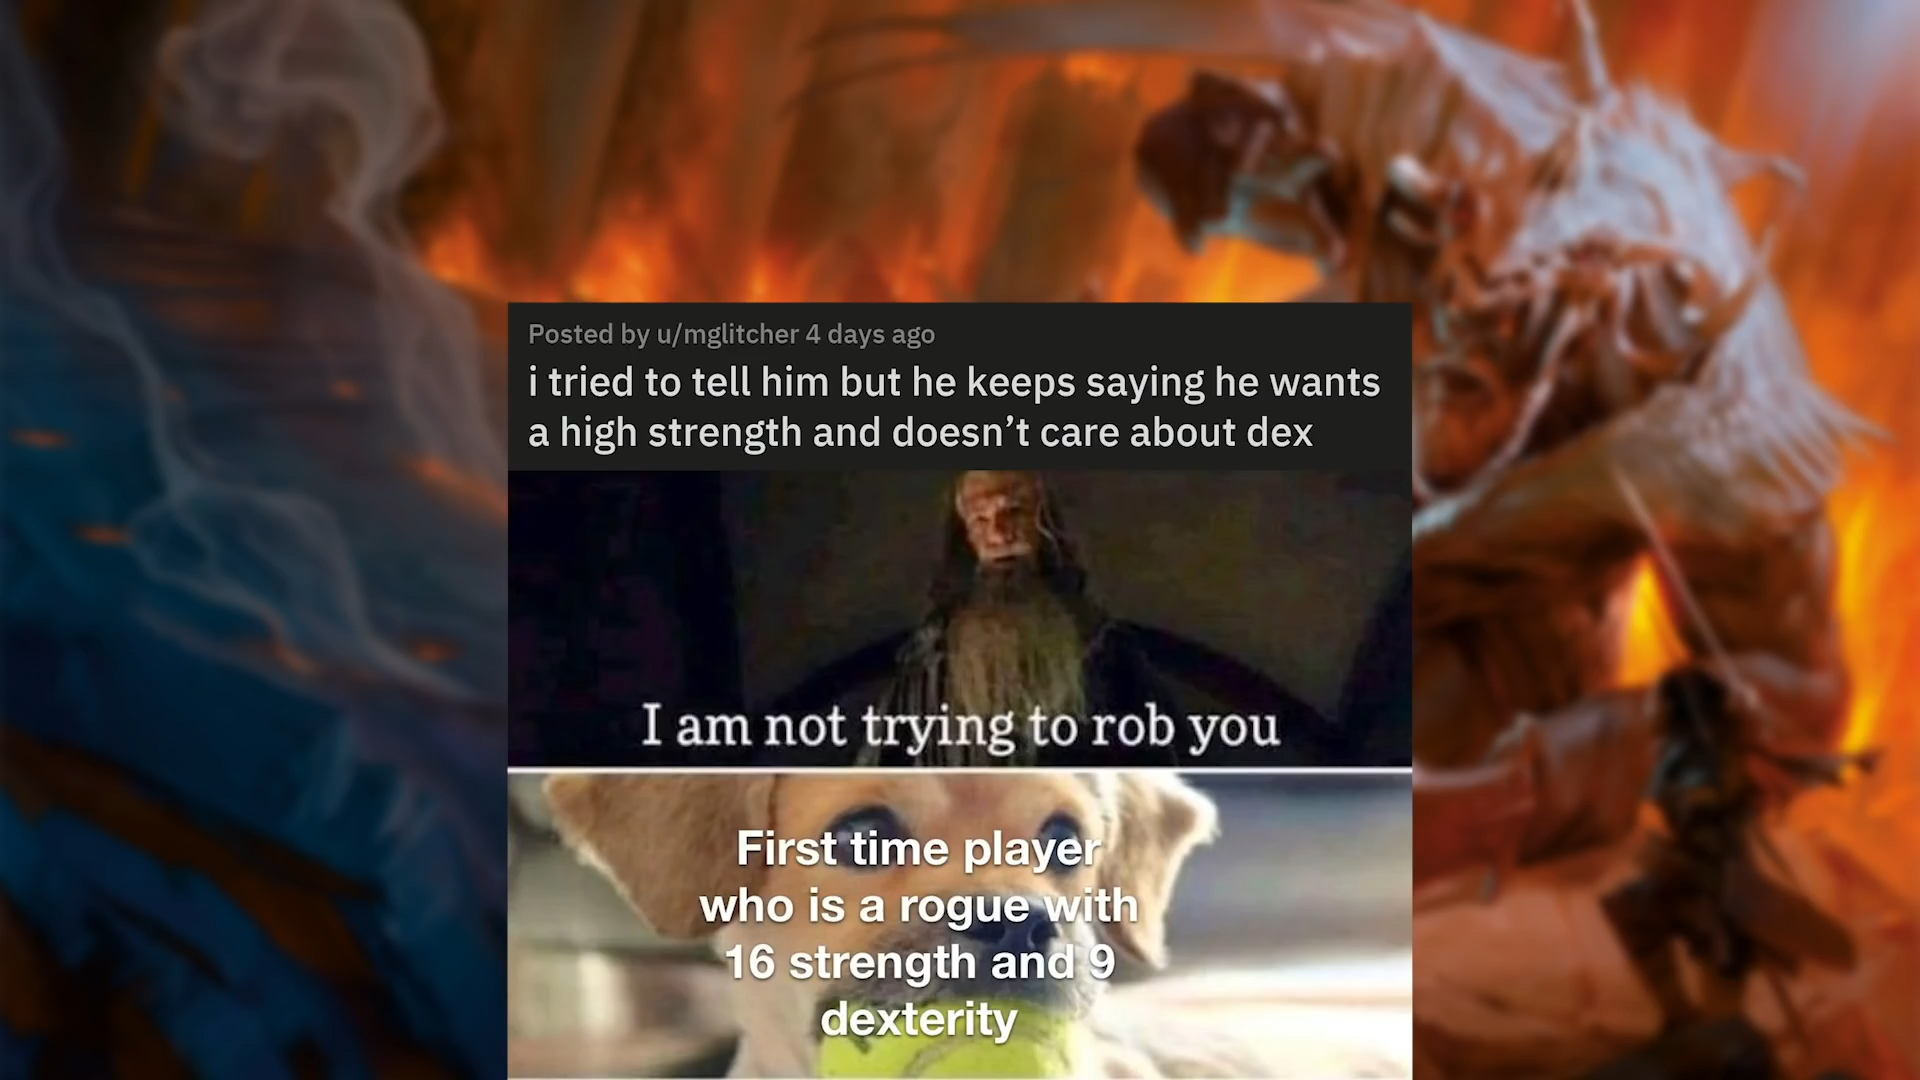 Posted by u/mglitcher 4 days ago
i tried to tell him but he keeps saying he wants
a high strength and doesn’t care about dex
I am not trying to rob you
First time player
who is a rogue with
16 strength and 9
dexterity